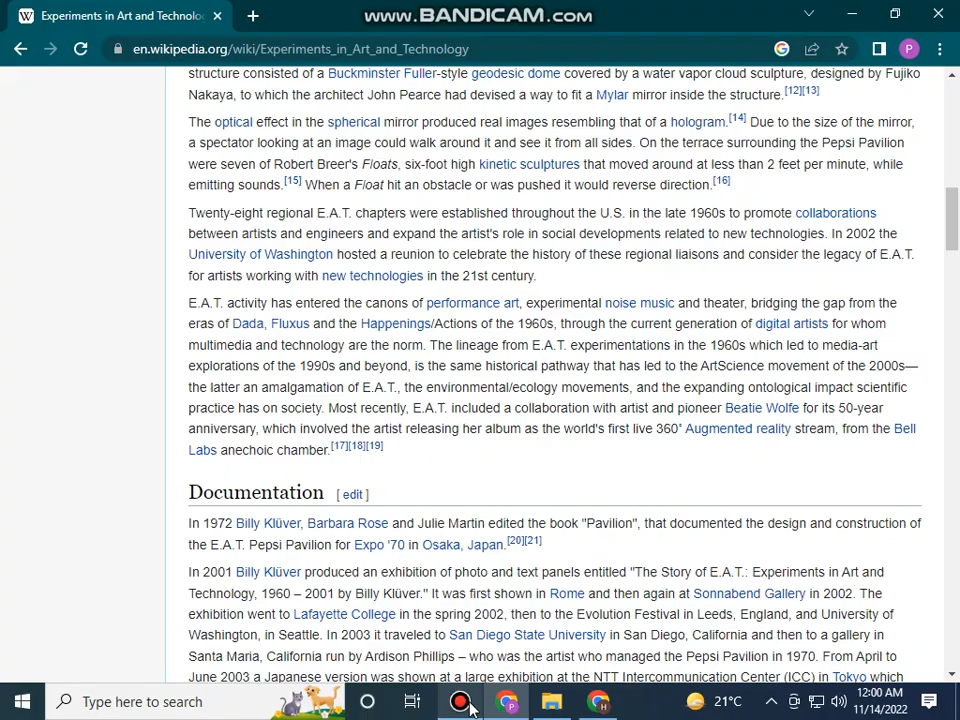 Experiments in Art and Technolo
www.BANDICAM.com
en.wikipedia.org/wiki/Experiments_in_Art_and_Technology
P
structure consisted of a Buckminster Fuller-style geodesic dome covered by a water vapor cloud sculpture, designed by Fujiko
Nakaya, to which the architect John Pearce had devised a way to fit a Mylar mirror inside the structure.[12][13]
The optical effect in the spherical mirror produced real images resembling that of a hologram.[14] Due to the size of the mirror,
a spectator looking at an image could walk around it and see it from all sides. On the terrace surrounding the Pepsi Pavilion
were seven of Robert Breer's Floats, six-foot high kinetic sculptures that moved around at less than 2 feet per minute, while
emitting sounds.[15] When a Float hit an obstacle or was pushed it would reverse direction.[16]
Twenty-eight regional E.A.T. chapters were established throughout the U.S. in the late 1960s to promote collaborations
between artists and engineers and expand the artist's role in social developments related to new technologies. In 2002 the
University of Washington hosted a reunion to celebrate the history of these regional liaisons and consider the legacy of E.A.T.
for artists working with new technologies in the 21st century.
E.A.T. activity has entered the canons of performance art, experimental noise music and theater, bridging the gap from the
eras of Dada, Fluxus and the Happenings/Actions of the 1960s, through the current generation of digital artists for whom
multimedia and technology are the norm. The lineage from E.A.T. experimentations in the 1960s which led to media-art
explorations of the 1990s and beyond, is the same historical pathway that has led to the ArtScience movement of the 2000s—
the latter an amalgamation of E.A.T., the environmental/ecology movements, and the expanding ontological impact scientific
practice has on society. Most recently, E.A.T. included a collaboration with artist and pioneer Beatie Wolfe for its 50-year
anniversary, which involved the artist releasing her album as the world's first live 360° Augmented reality stream, from the Bell
Labs anechoic chamber.[17][18][19]
Documentation [ edit ]
In 1972 Billy Klüver, Barbara Rose and Julie Martin edited the book "Pavilion", that documented the design and construction of
the E.A.T. Pepsi Pavilion for Expo '70 in Osaka, Japan.[20][21]
In 2001 Billy Klüver produced an exhibition of photo and text panels entitled "The Story of E.A.T.: Experiments in Art and
Technology, 1960 – 2001 by Billy Klüver." It was first shown in Rome and then again at Sonnabend Gallery in 2002. The
exhibition went to Lafayette College in the spring 2002, then to the Evolution Festival in Leeds, England, and University of
Washington, in Seattle. In 2003 it traveled to San Diego State University in San Diego, California and then to a gallery in
Santa Maria, California run by Ardison Phillips – who was the artist who managed the Pepsi Pavilion in 1970. From April to
June 2003 a Japanese version was shown at a large exhibition at the NTT Intercommunication Center (ICC) in Tokyo which
Type here to search
21°C
12:00 AM
11/14/2022